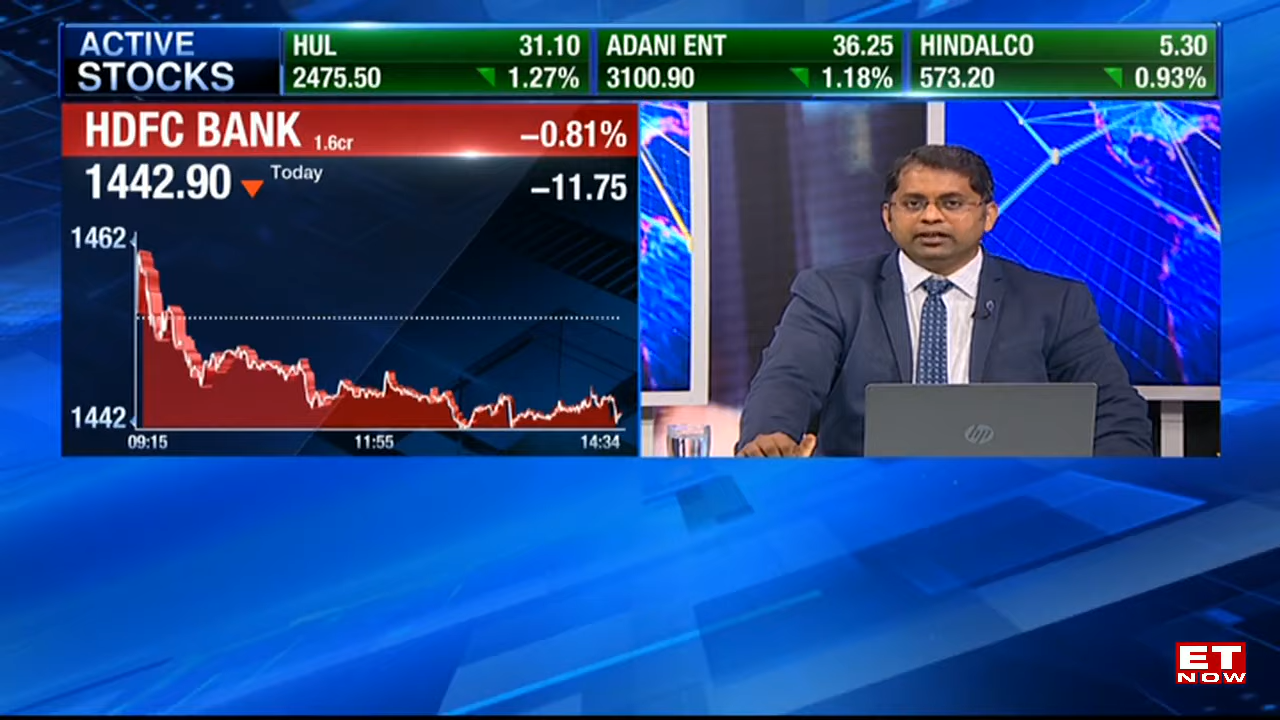 ACTIVE
STOCKS
HUL 31.10
2475.50 1.27%
ADANI ENT 36.25
3100.90 1.18%
HINDALCO 5.30
573.20 0.93%
HDFC BANK 1.6cr −0.81%
1442.90 Today −11.75
1462
1442
09:15 11:55 14:34
hp
ET
NOW